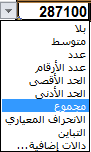 287100
بلا
متوسط
عدد
عدد الأرقام
الحد الأقصى
الحد الأدنى
مجموع
الانحراف المعياري
التباين
دالات إضافية...